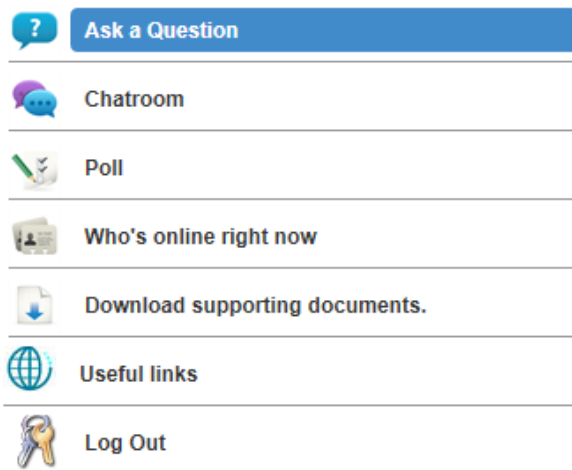 ?
Ask a Question
Chatroom
Poll
Who's online right now
Download supporting documents.
Useful links
Log Out